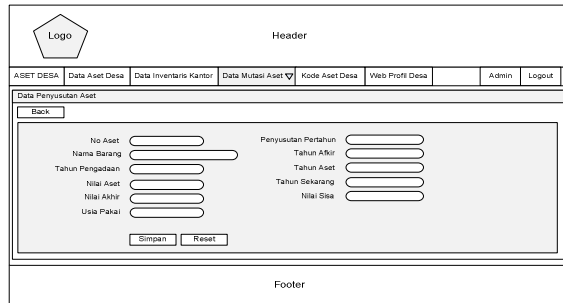 Logo
Header
ASET DESA Data Aset Desa Data Inventaris Kantor Data Mutasi Aset Kode Aset Desa Web Profil Desa Admin Logout
Data Penyusutan Aset
Back
No Aset
Nama Barang
Tahun Pengadaan
Nilai Aset
Nilai Akhir
Usia Pakai
Penyusutan Pertahun
Tahun Afkir
Tahun Aset
Tahun Sekarang
Nilai Sisa
Simpan Reset
Footer